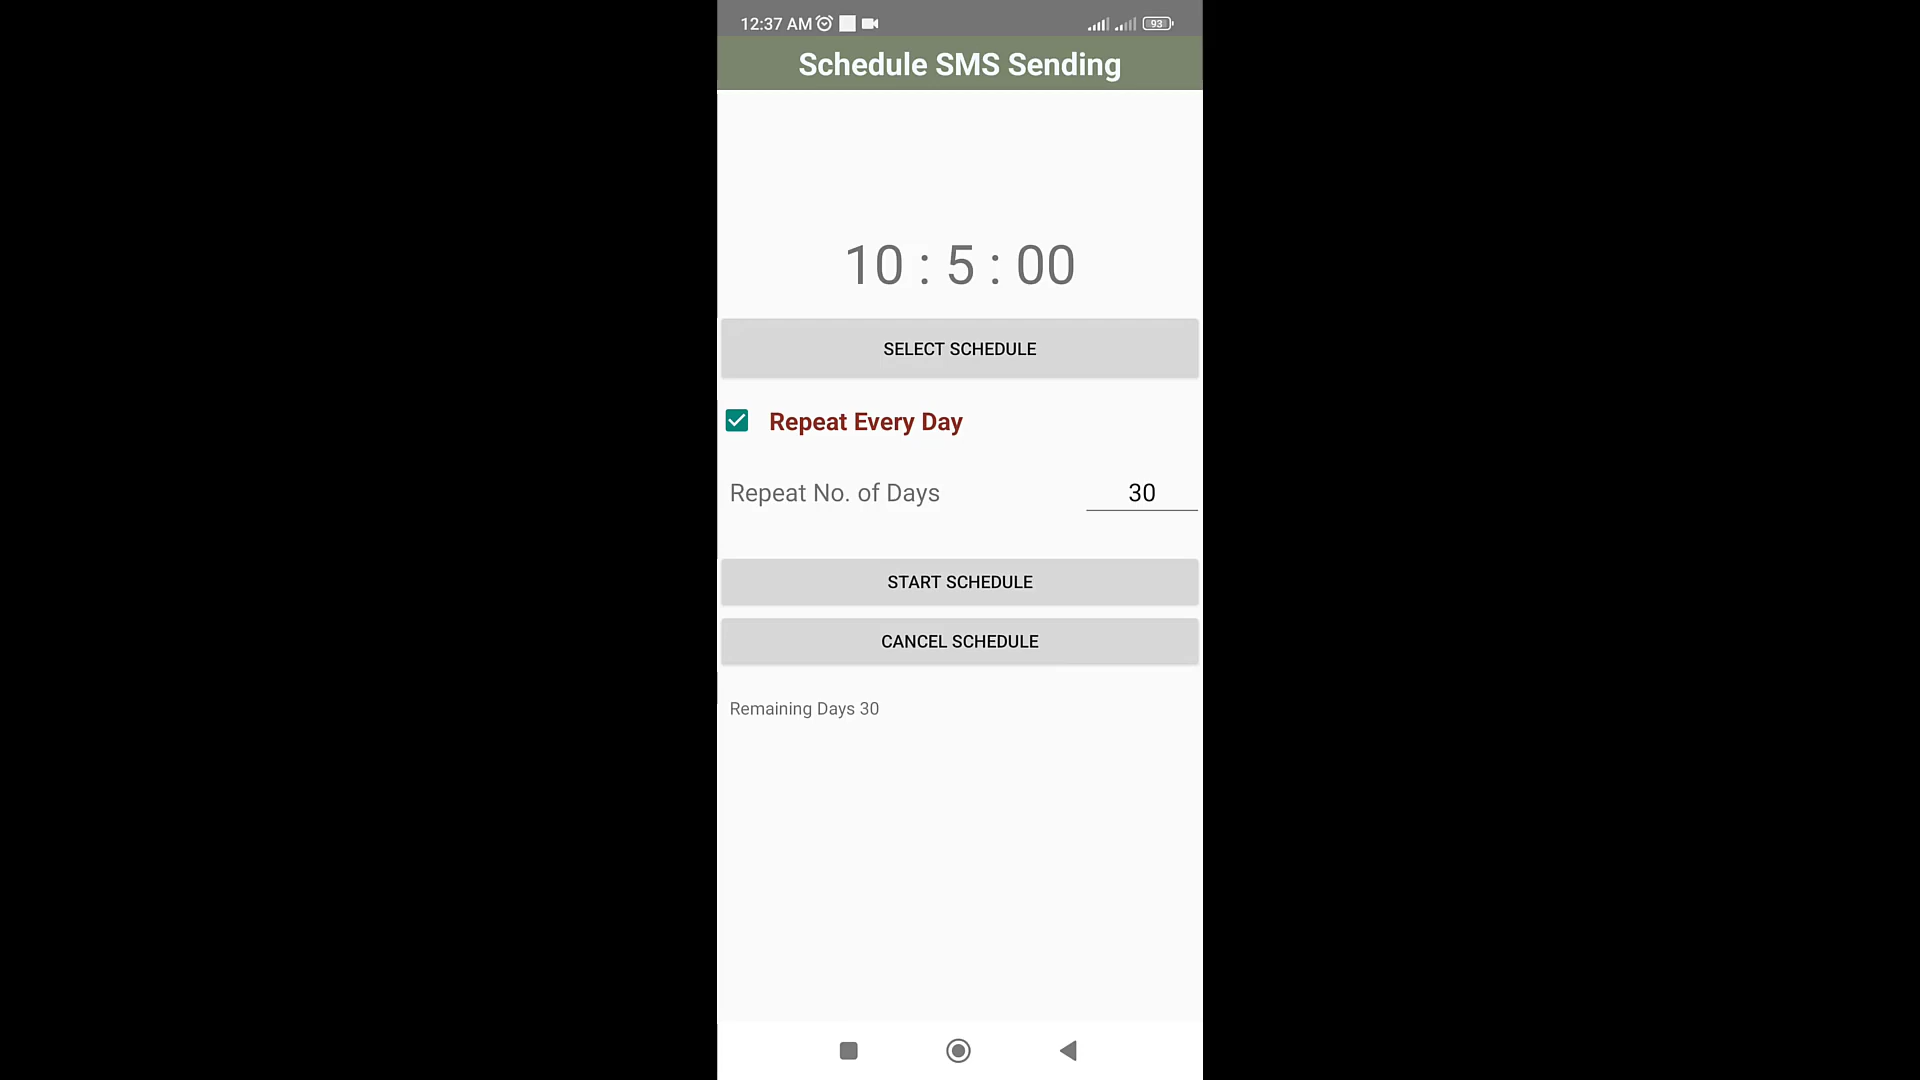 12:37 AM 93
Schedule SMS Sending
10 : 5 : 00
SELECT SCHEDULE
Repeat Every Day
Repeat No. of Days 30
START SCHEDULE
CANCEL SCHEDULE
Remaining Days 30